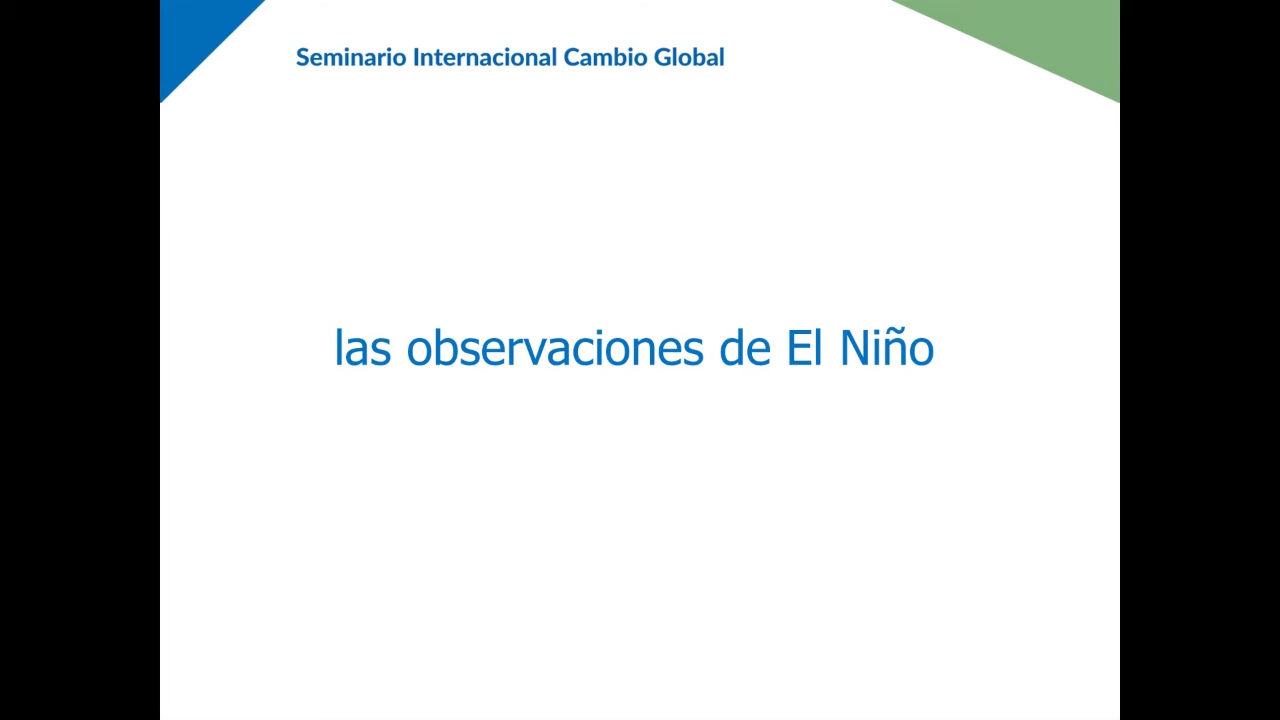 Seminario Internacional Cambio Global
las observaciones de El Niño